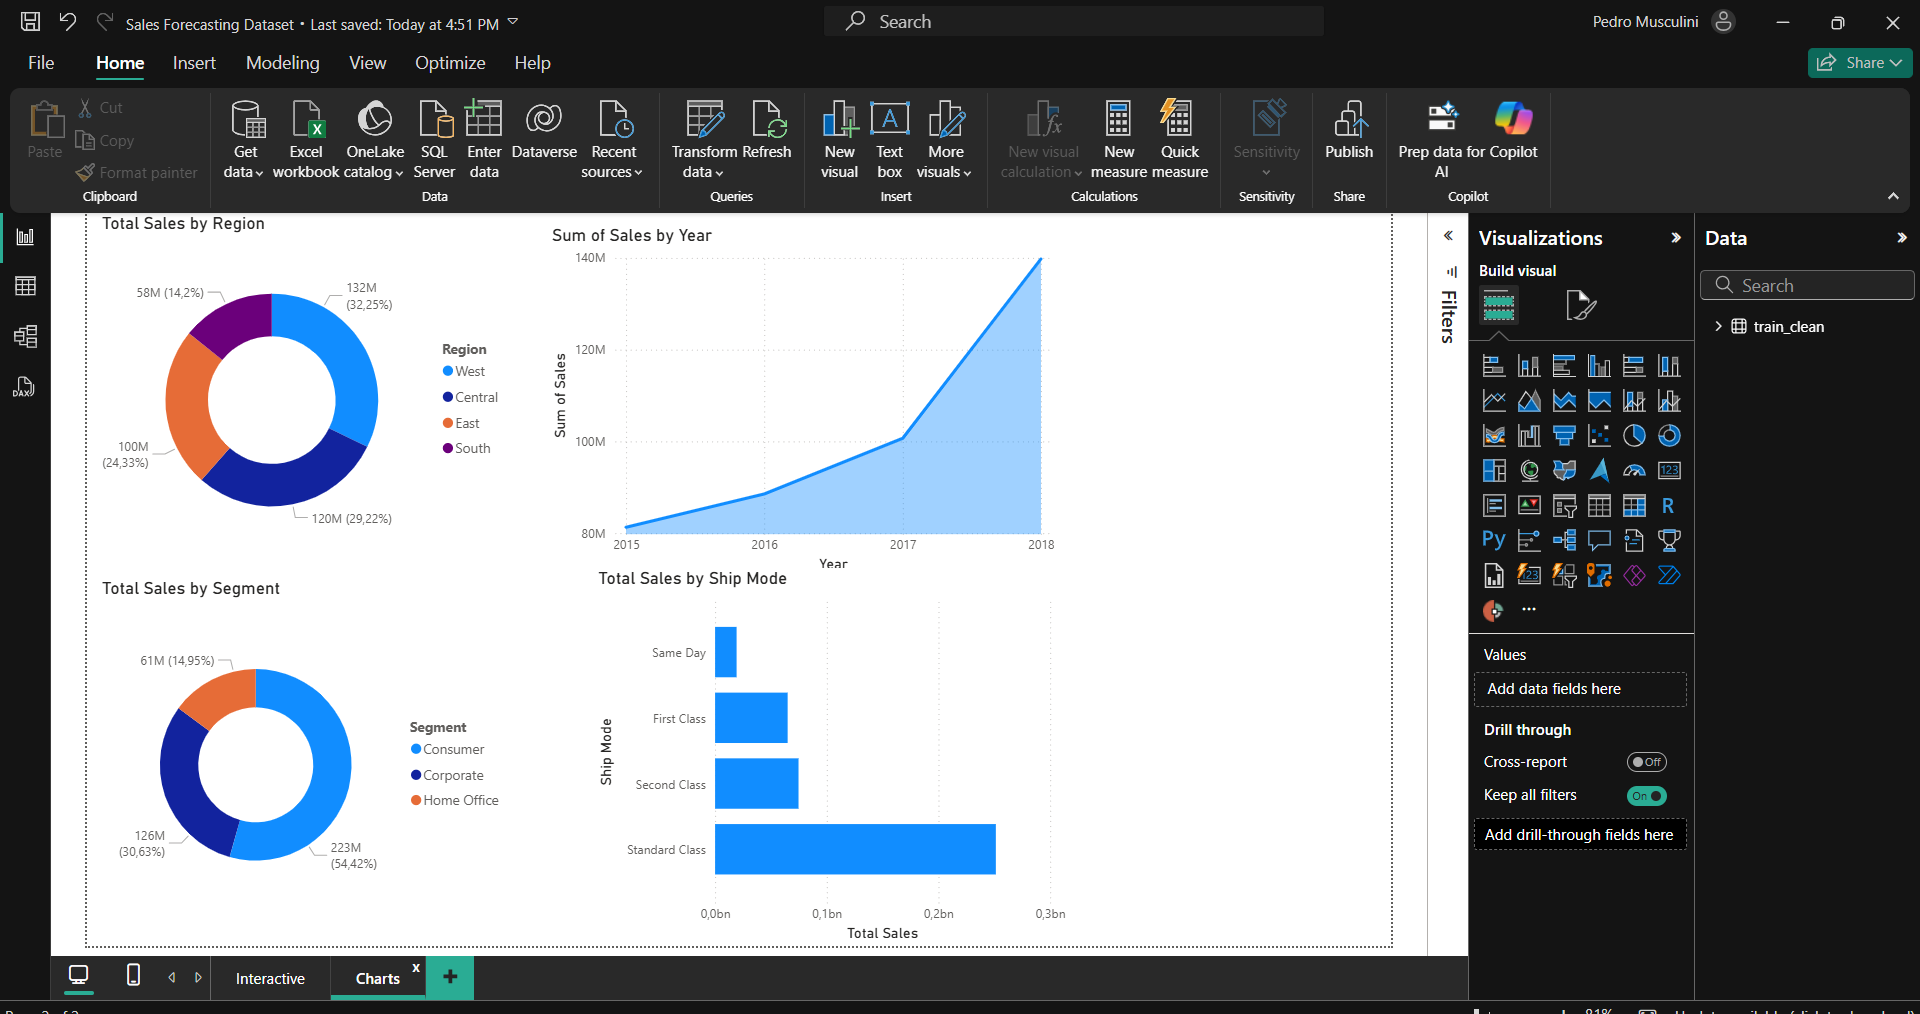 Sales Forecasting Dataset • Last saved: Today at 4:51 PM
Search
Pedro Musculini
File
Home
Insert
Modeling
View
Optimize
Help
Share
Paste
Cut
Copy
Format painter
Clipboard
Get data
Excel workbook
OneLake catalog
SQL Server
Enter data
Dataverse
Recent sources
Data
Transform data
Refresh
Queries
New visual
Text box
More visuals
Insert
New visual calculation
New measure
Quick measure
Calculations
Sensitivity
Sensitivity
Publish
Share
Prep data for AI
Copilot
Copilot
Total Sales by Region
58M (14,2%)
132M
(32,25%)
100M
(24,33%)
120M (29,22%)
Region
West
Central
East
South
Sum of Sales by Year
Sum of Sales
140M
120M
100M
80M
2015
2016
2017
2018
Year
Total Sales by Segment
61M (14,95%)
126M
(30,63%)
223M
(54,42%)
Segment
Consumer
Corporate
Home Office
Total Sales by Ship Mode
Ship Mode
Same Day
First Class
Second Class
Standard Class
0,0bn
0,1bn
0,2bn
0,3bn
Total Sales
Filters
Visualizations
Build visual
123
R
Py
123
Values
Add data fields here
Drill through
Cross-report
Off
Keep all filters
On
Add drill-through fields here
Data
Search
train_clean
DAX
Interactive
Charts
x
81%